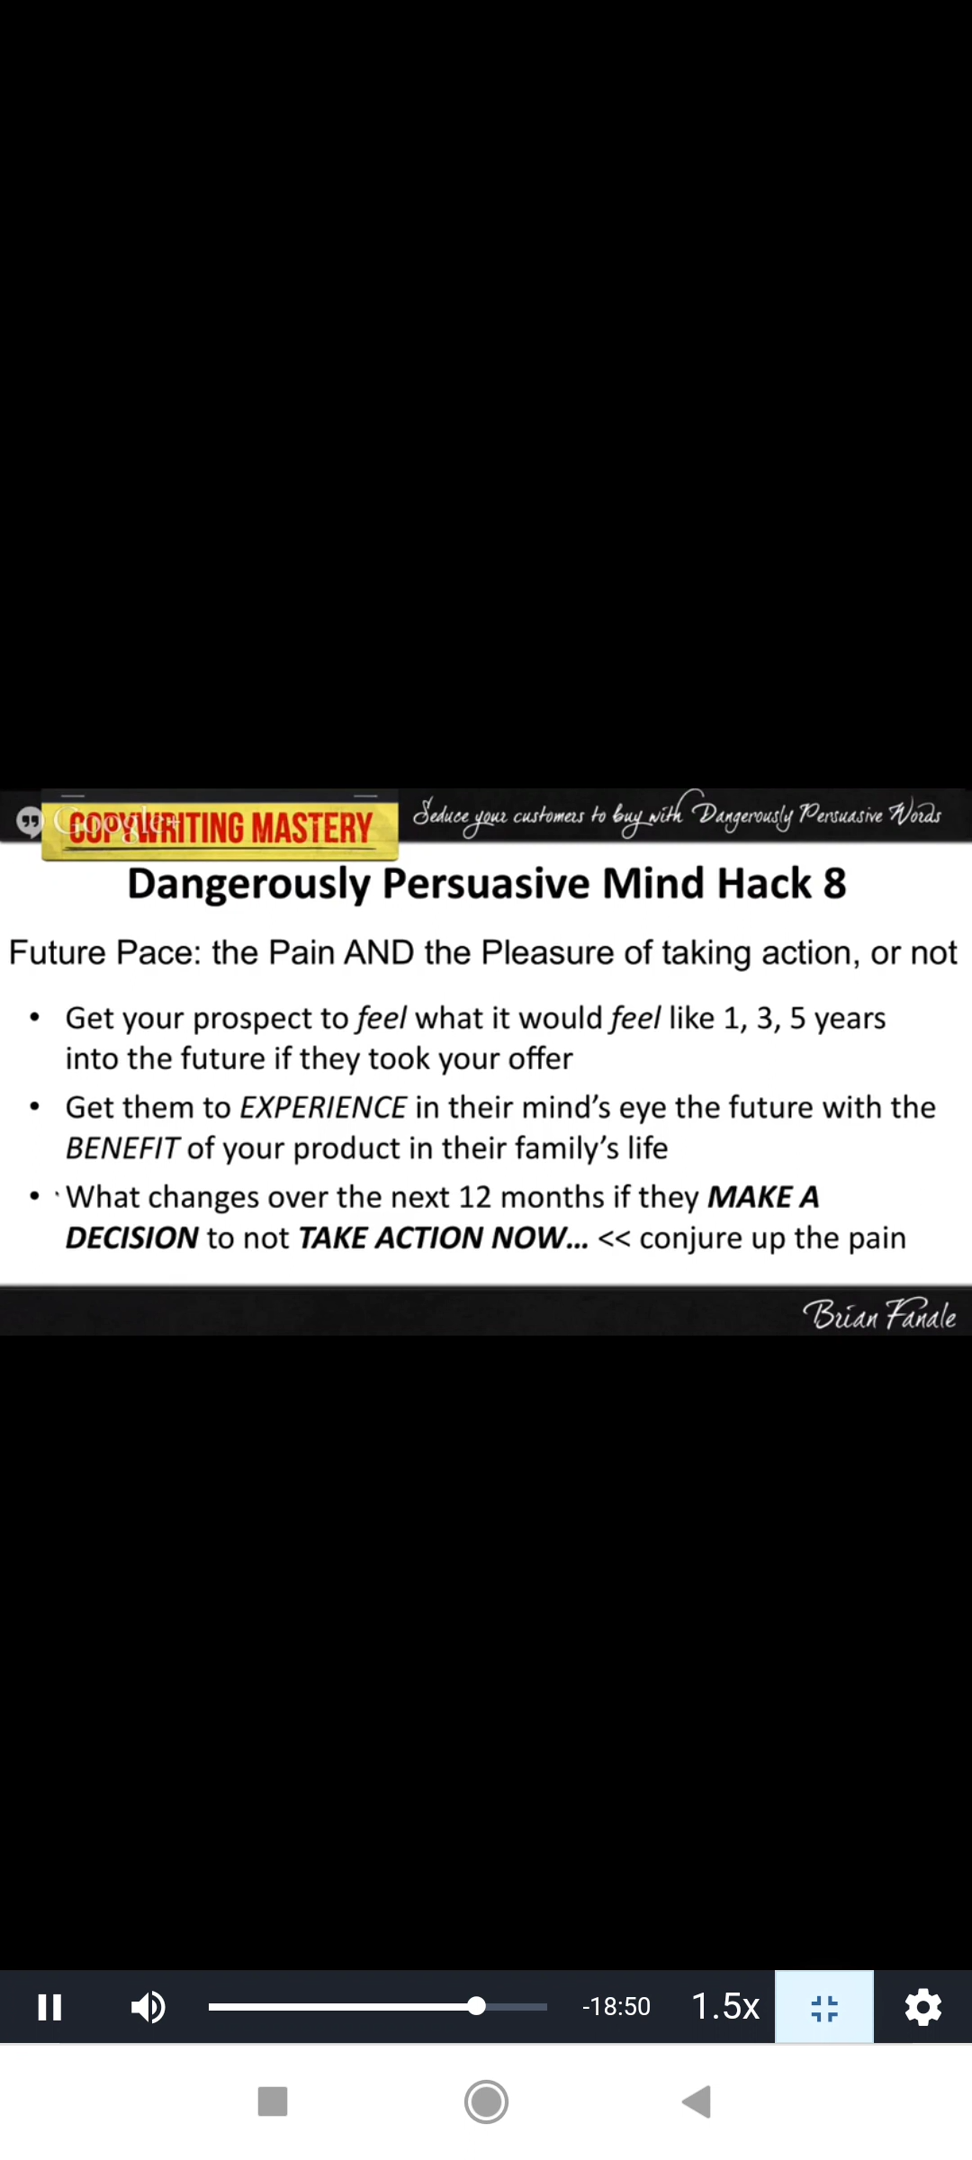 Google+
COPYWRITING MASTERY
Seduce your customers to buy with Dangerously Persuasive Words
Dangerously Persuasive Mind Hack 8
Future Pace: the Pain AND the Pleasure of taking action, or not
• Get your prospect to feel what it would feel like 1, 3, 5 years
into the future if they took your offer
• Get them to EXPERIENCE in their mind’s eye the future with the
BENEFIT of your product in their family’s life
• What changes over the next 12 months if they MAKE A
DECISION to not TAKE ACTION NOW... << conjure up the pain
Brian Fanale
-18:50
1.5x